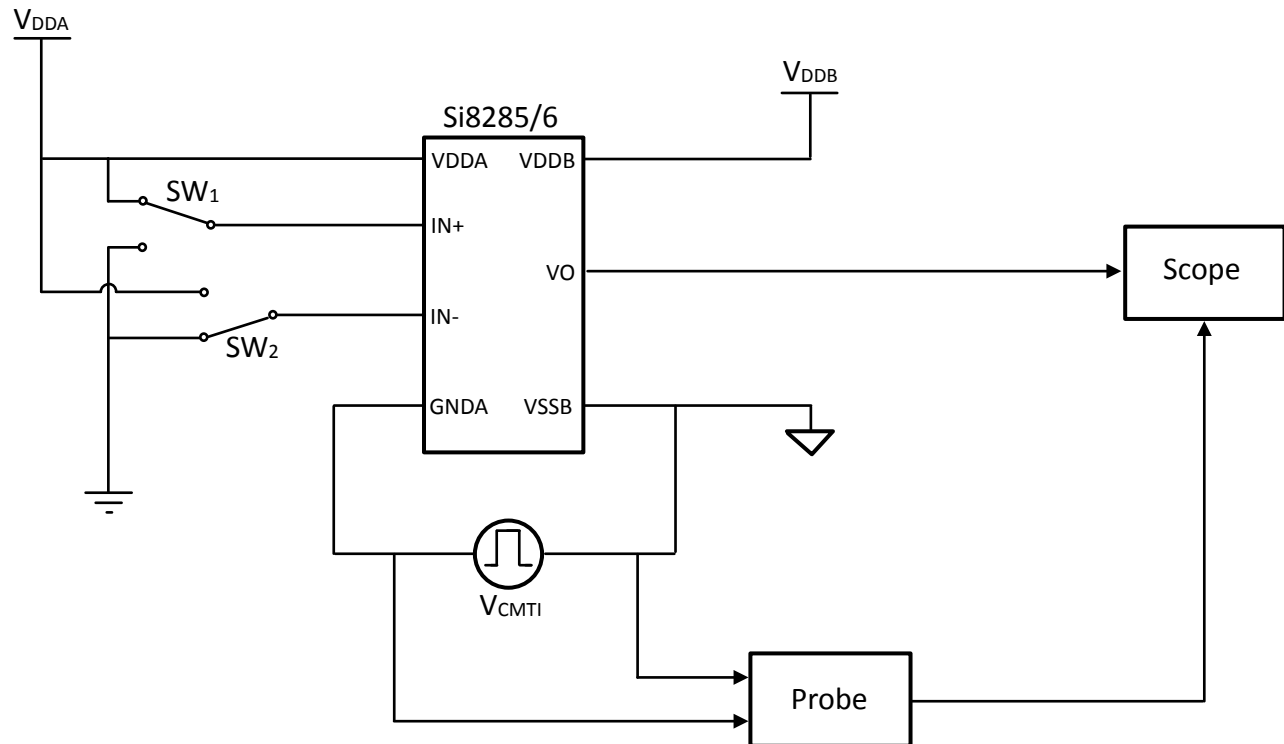 VDDA
VDDB
Si8285/6
VDDA VDDB
SW1
IN+
VO
Scope
IN-
SW2
GNDA VSSB
VCMTI
Probe